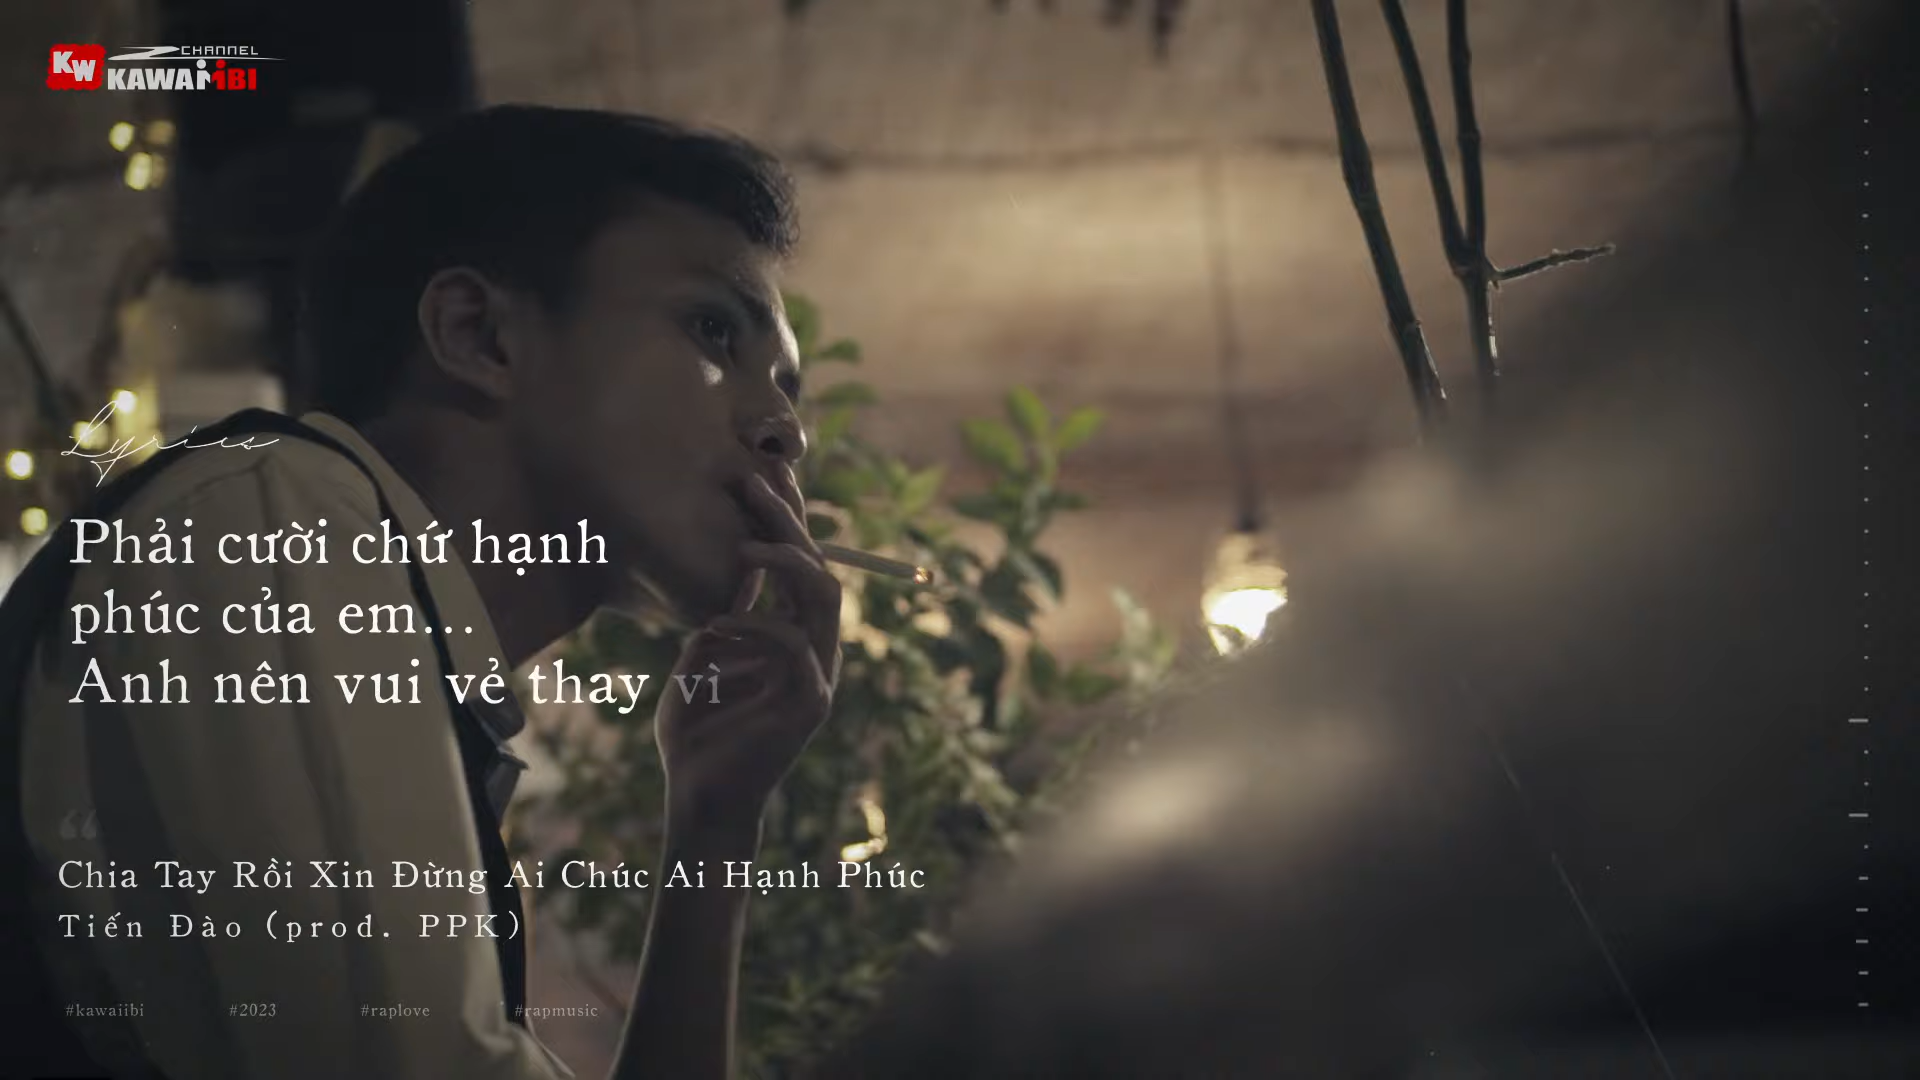 KW CHANNEL
KAWAIIBI
Lyrics
Phải cười chứ hạnh
phúc của em...
Anh nên vui vẻ thay vì
“
Chia Tay Rồi Xin Đừng Ai Chúc Ai Hạnh Phúc
Tiến Đào (prod. PPK)
#kawaiibi #2023 #raplove #rapmusic